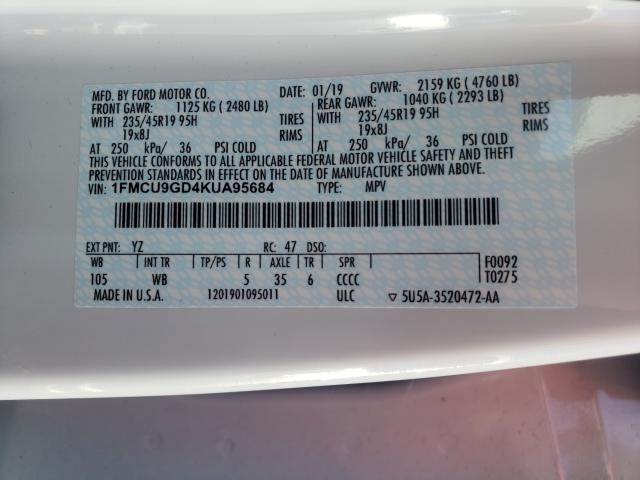 MFD. BY FORD MOTOR CO. DATE: 01/19 GVWR: 2159 KG ( 4760 LB)
FRONT GAWR: 1125 KG ( 2480 LB) REAR GAWR: 1040 KG ( 2293 LB)
WITH 235/45R19 95H TIRES WITH 235/45R19 95H TIRES
19x8J RIMS 19x8J RIMS
AT 250 kPa/ 36 PSI COLD AT 250 kPa/ 36 PSI COLD
THIS VEHICLE CONFORMS TO ALL APPLICABLE FEDERAL MOTOR VEHICLE SAFETY AND THEFT
PREVENTION STANDARDS IN EFFECT ON THE DATE OF MANUFACTURE SHOWN ABOVE.
VIN: 1FMCU9GD4KUA95684 TYPE: MPV
EXT PNT: YZ RC: 47 DSO:
WB INT TR TP/PS R AXLE TR SPR F0092
105 WB 5 35 6 CCCC T0275
MADE IN U.S.A. 1201901095011 ULC ▽ 5U5A-3520472-AA